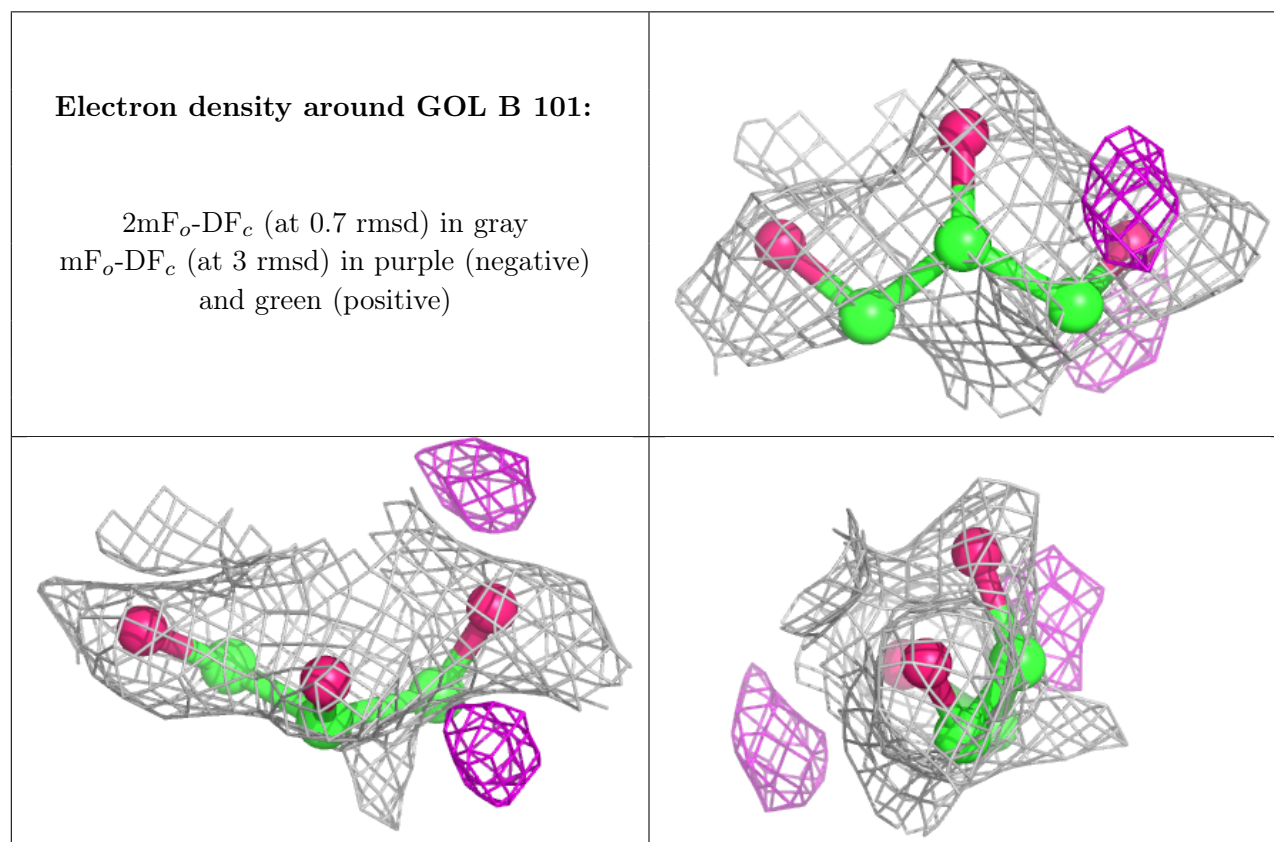 Electron density around GOL B 101:
2mFo-DFc (at 0.7 rmsd) in gray
mFo-DFc (at 3 rmsd) in purple (negative)
and green (positive)